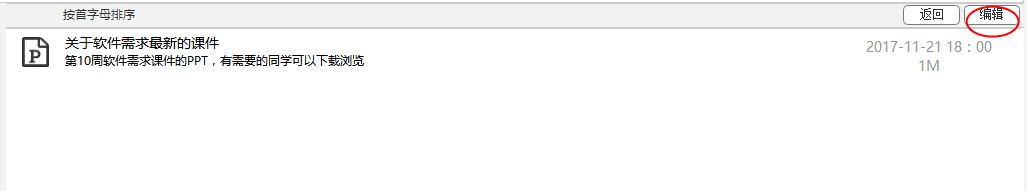 按首字母排序 返回 编辑
关于软件需求最新的课件 2017-11-21 18：00
第10周软件需求课件的PPT，有需要的同学可以下载浏览 1M